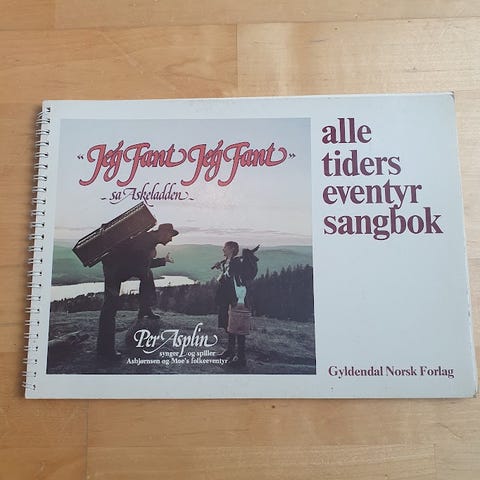 "Jeg Fant Jeg Fant"
- sa Askeladden -
Per Asplin
synger og spiller
Asbjørnsen og Moe's folkeeventyr
alle
tiders
eventyr
sangbok
Gyldendal Norsk Forlag